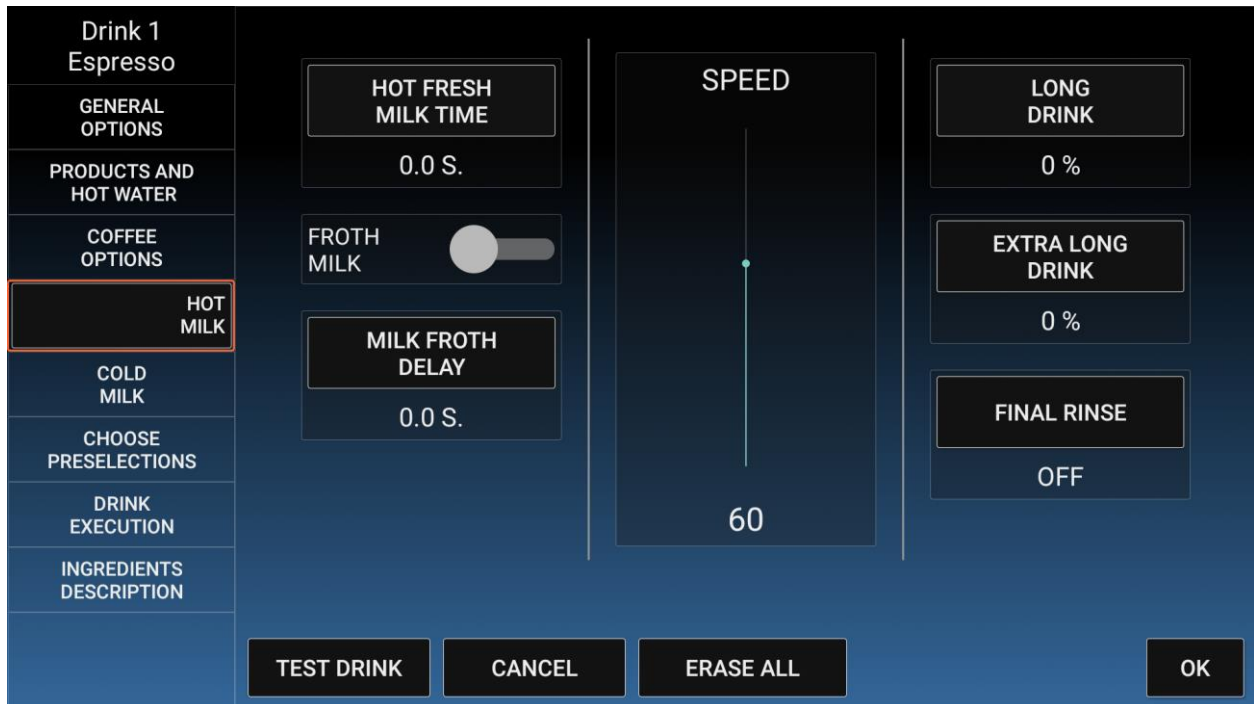 Drink 1
Espresso
GENERAL
OPTIONS
PRODUCTS AND
HOT WATER
COFFEE
OPTIONS
HOT
MILK
COLD
MILK
CHOOSE
PRESELECTIONS
DRINK
EXECUTION
INGREDIENTS
DESCRIPTION
HOT FRESH
MILK TIME
0.0 S.
FROTH
MILK
MILK FROTH
DELAY
0.0 S.
SPEED
60
LONG
DRINK
0 %
EXTRA LONG
DRINK
0 %
FINAL RINSE
OFF
TEST DRINK
CANCEL
ERASE ALL
OK